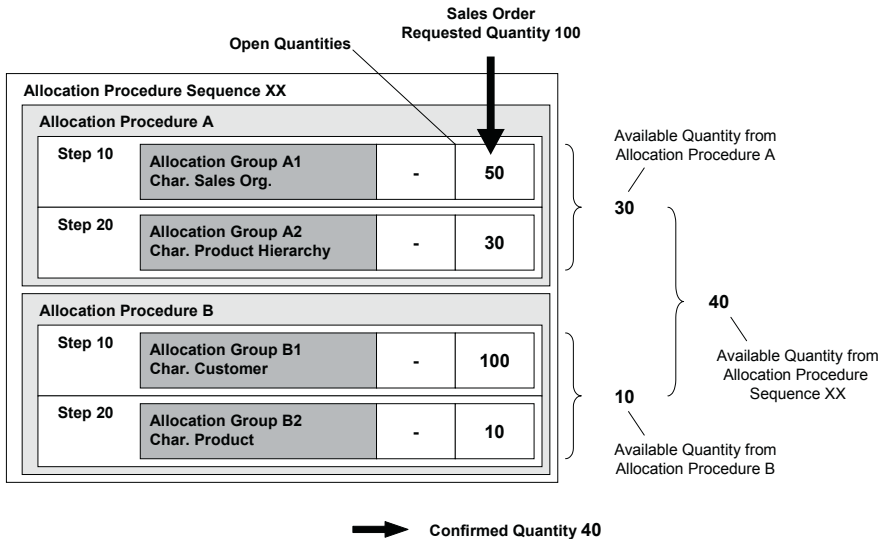 Sales Order
Requested Quantity 100
Open Quantities
Allocation Procedure Sequence XX
Allocation Procedure A
Step 10
Allocation Group A1
Char. Sales Org.
-
50
Step 20
Allocation Group A2
Char. Product Hierarchy
-
30
Available Quantity from
Allocation Procedure A
30
Allocation Procedure B
Step 10
Allocation Group B1
Char. Customer
-
100
Step 20
Allocation Group B2
Char. Product
-
10
10
Available Quantity from
Allocation Procedure B
40
Available Quantity from
Allocation Procedure
Sequence XX
Confirmed Quantity 40